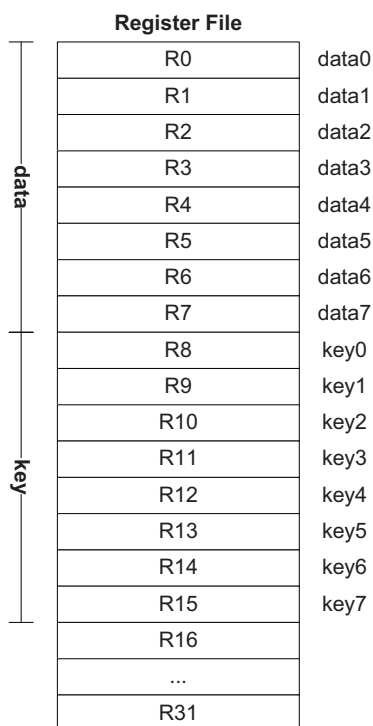 Register File
R0 data0
R1 data1
R2 data2
R3 data3
R4 data4
R5 data5
R6 data6
R7 data7
data
R8 key0
R9 key1
R10 key2
R11 key3
R12 key4
R13 key5
R14 key6
R15 key7
key
R16
...
R31